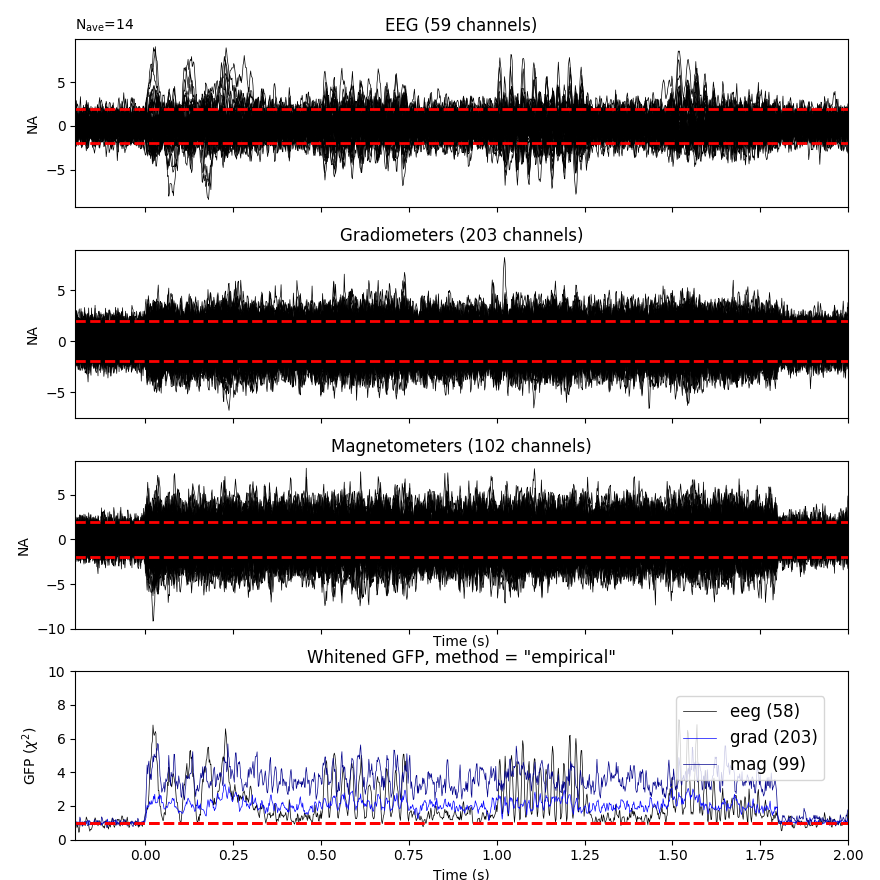 N_ave=14
EEG (59 channels)
5
0
−5
NA
Gradiometers (203 channels)
5
0
−5
NA
Magnetometers (102 channels)
5
0
−5
−10
NA
Time (s)
Whitened GFP, method = "empirical"
10
8
6
4
2
0
GFP (χ²)
eeg (58)
grad (203)
mag (99)
0.00 0.25 0.50 0.75 1.00 1.25 1.50 1.75 2.00
Time (s)